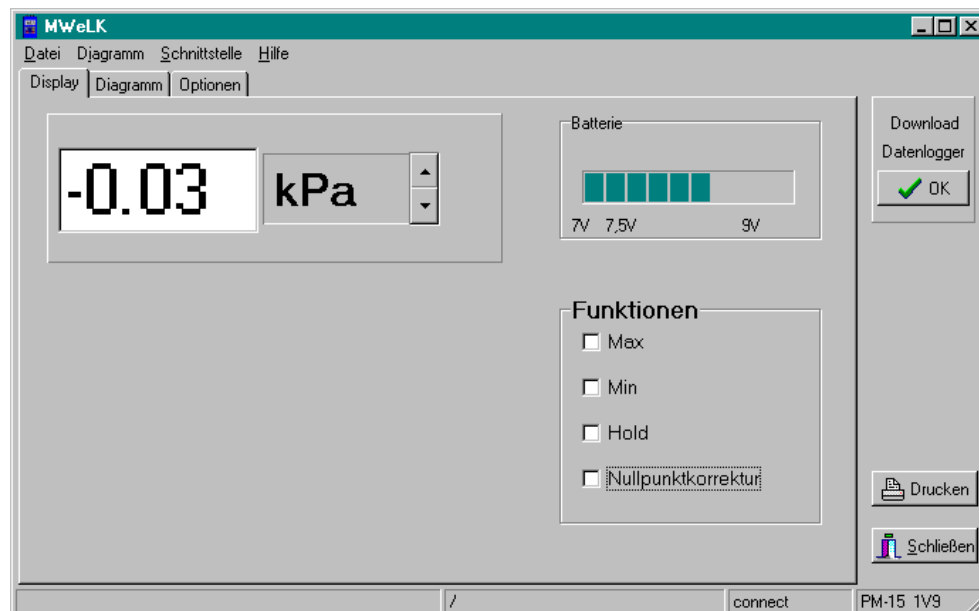 MWeLK
Datei Diagramm Schnittstelle Hilfe
Display Diagramm Optionen
-0.03 kPa
Batterie
7V 7,5V 9V
Funktionen
Max
Min
Hold
Nullpunktkorrektur
Download
Datenlogger
OK
Drucken
Schließen
/ connect PM-15 1V9